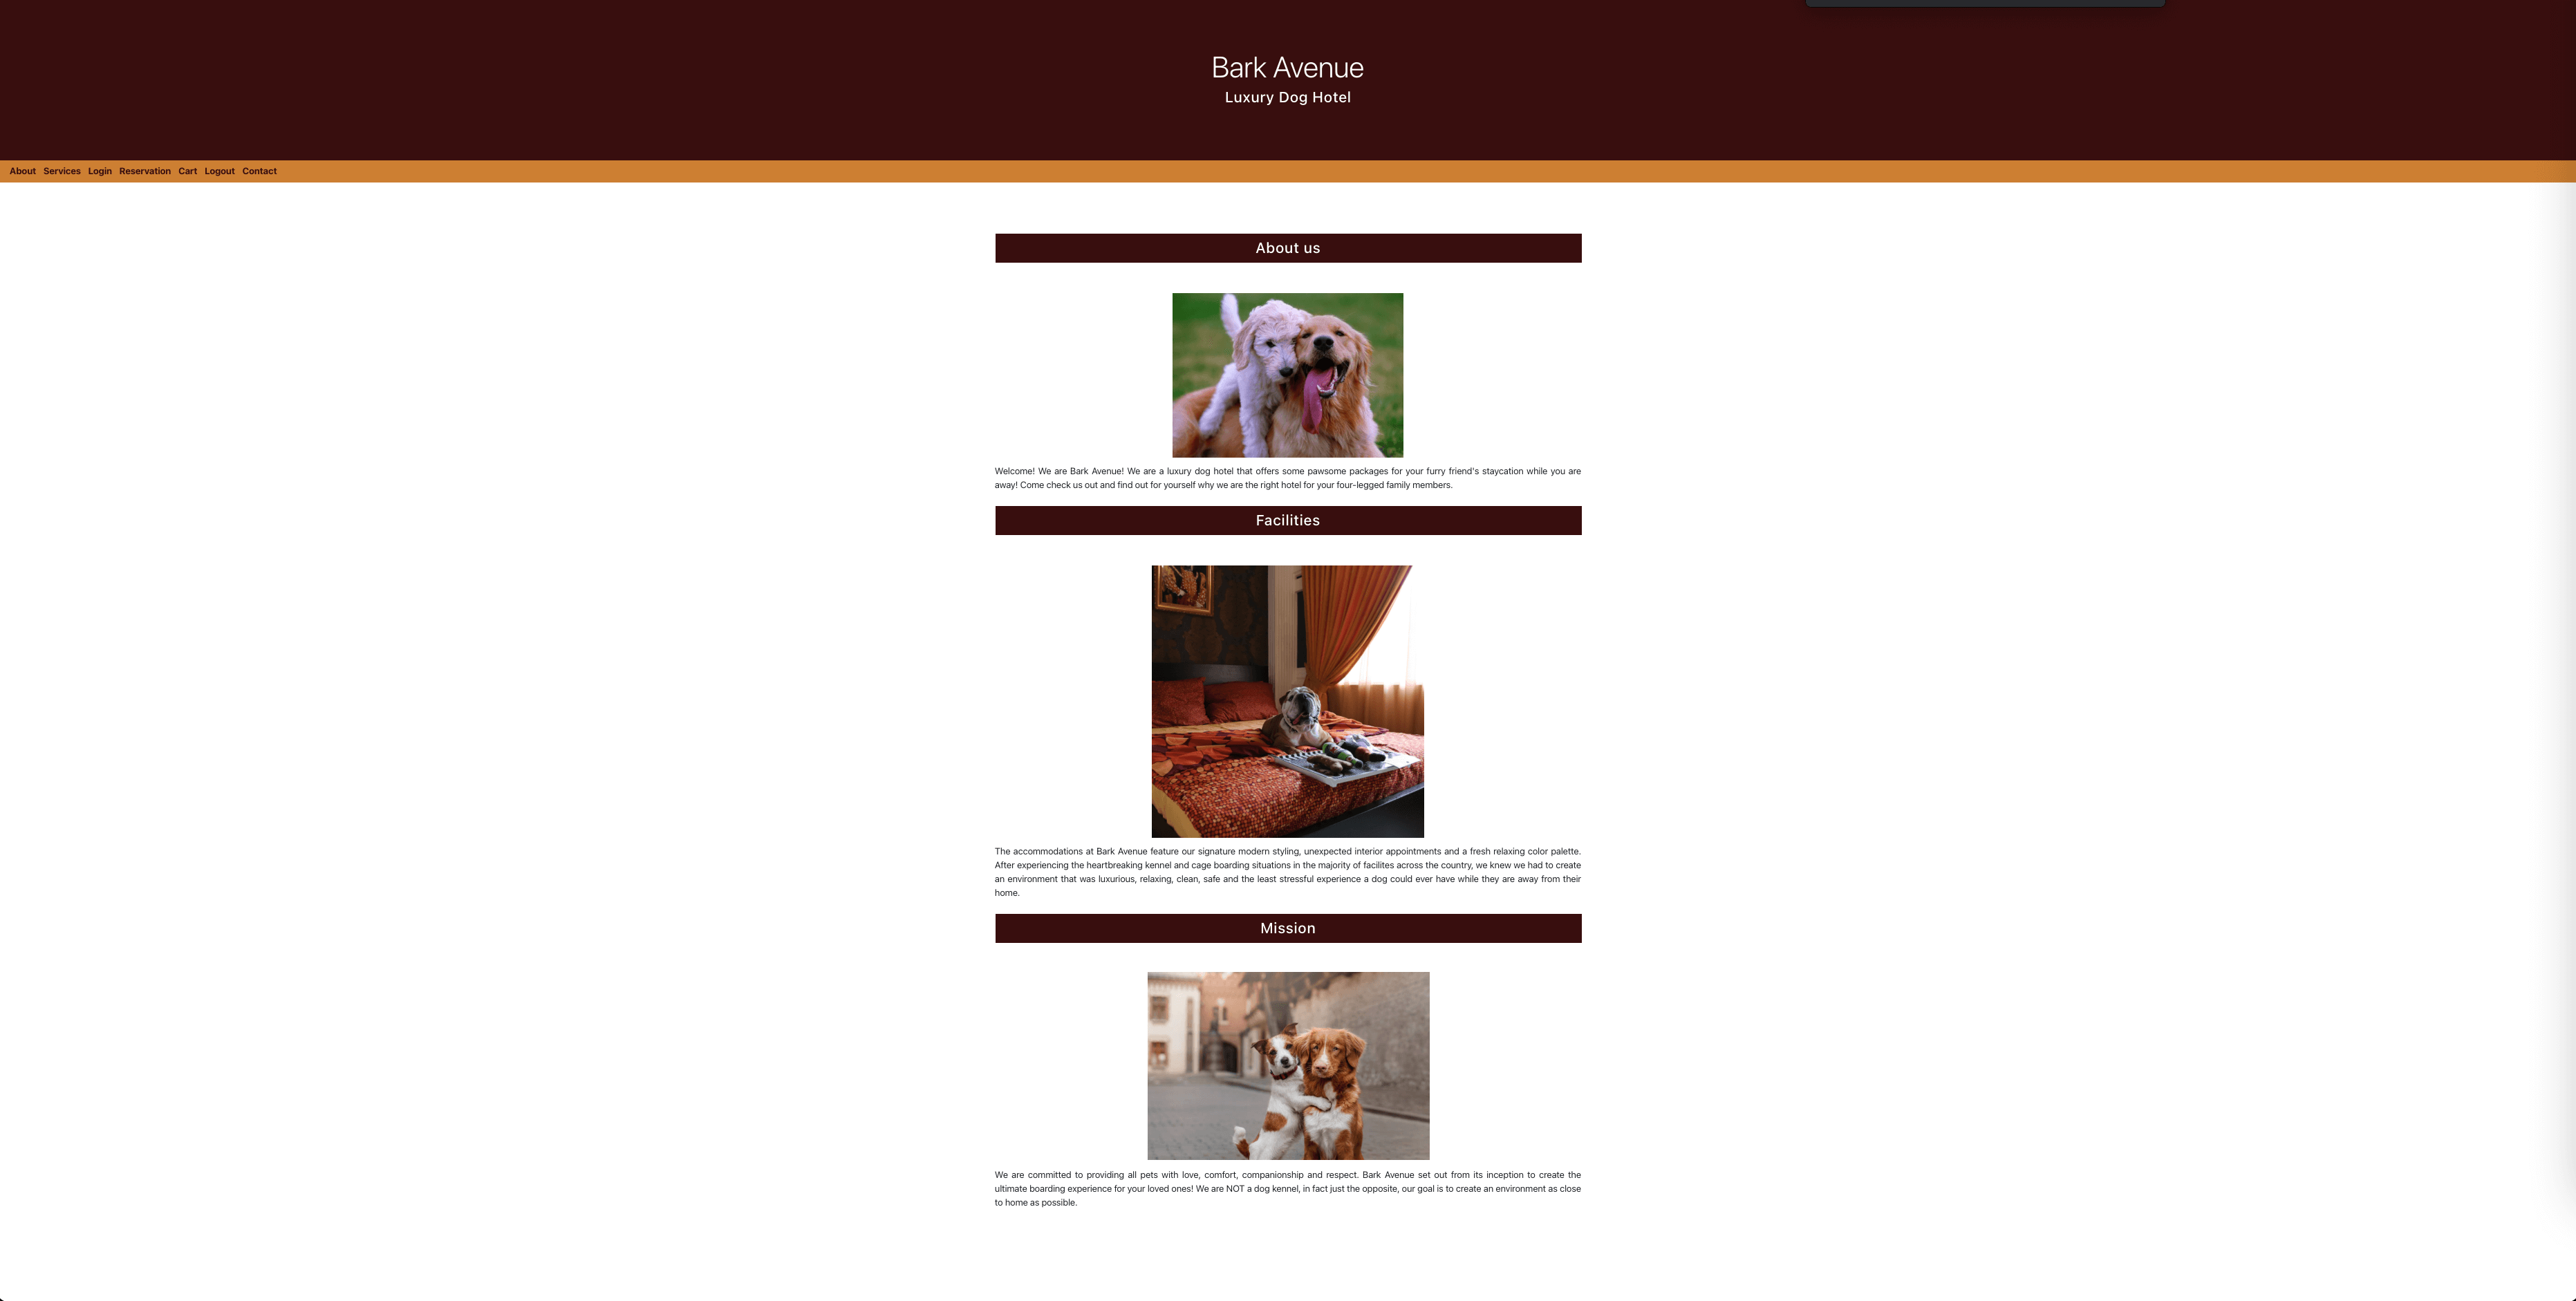 Bark Avenue
Luxury Dog Hotel
About Services Login Reservation Cart Logout Contact
About us
Welcome! We are Bark Avenue! We are a luxury dog hotel that offers some pawsome packages for your furry friend's staycation while you are
away! Come check us out and find out for yourself why we are the right hotel for your four-legged family members.
Facilities
The accommodations at Bark Avenue feature our signature modern styling, unexpected interior appointments and a fresh relaxing color palette.
After experiencing the heartbreaking kennel and cage boarding situations in the majority of facilites across the country, we knew we had to create
an environment that was luxurious, relaxing, clean, safe and the least stressful experience a dog could ever have while they are away from their
home.
Mission
We are committed to providing all pets with love, comfort, companionship and respect. Bark Avenue set out from its inception to create the
ultimate boarding experience for your loved ones! We are NOT a dog kennel, in fact just the opposite, our goal is to create an environment as close
to home as possible.